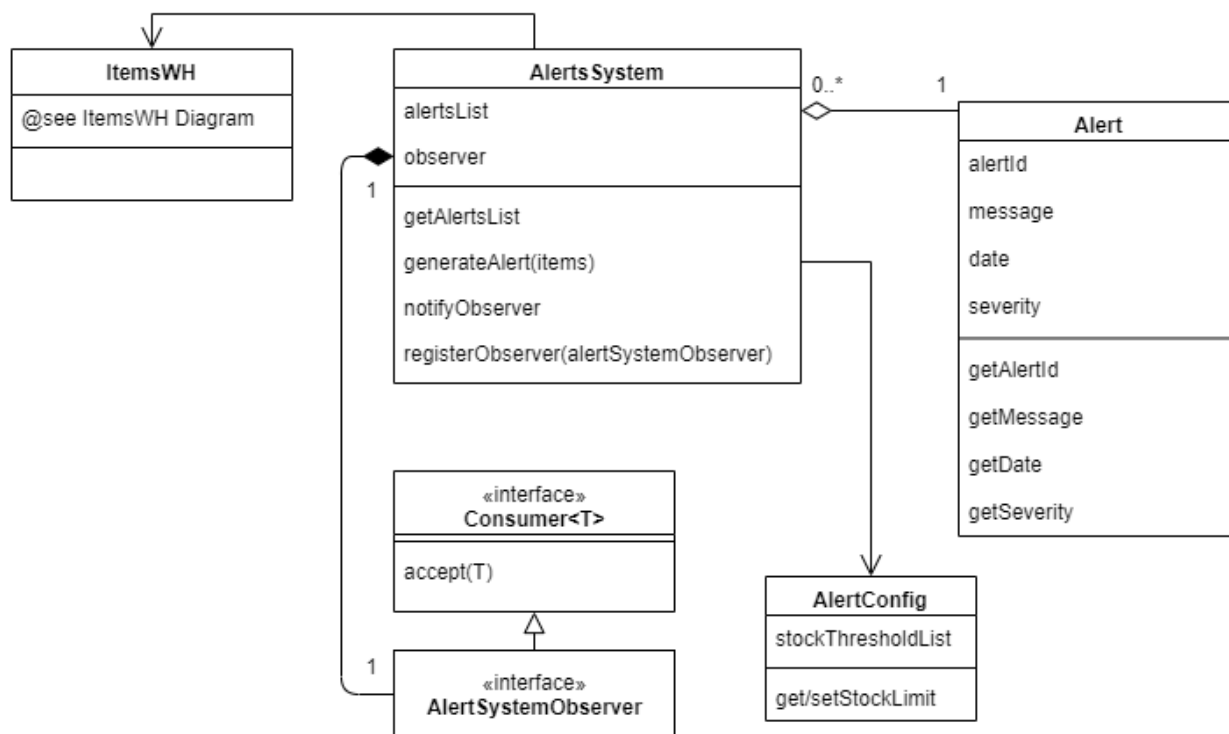 ItemsWH
@see ItemsWH Diagram
AlertsSystem
alertsList
observer
getAlertsList
generateAlert(items)
notifyObserver
registerObserver(alertSystemObserver)
0..*
1
Alert
alertId
message
date
severity
getAlertId
getMessage
getDate
getSeverity
1
«interface»
Consumer<T>
accept(T)
1
«interface»
AlertSystemObserver
AlertConfig
stockThresholdList
get/setStockLimit